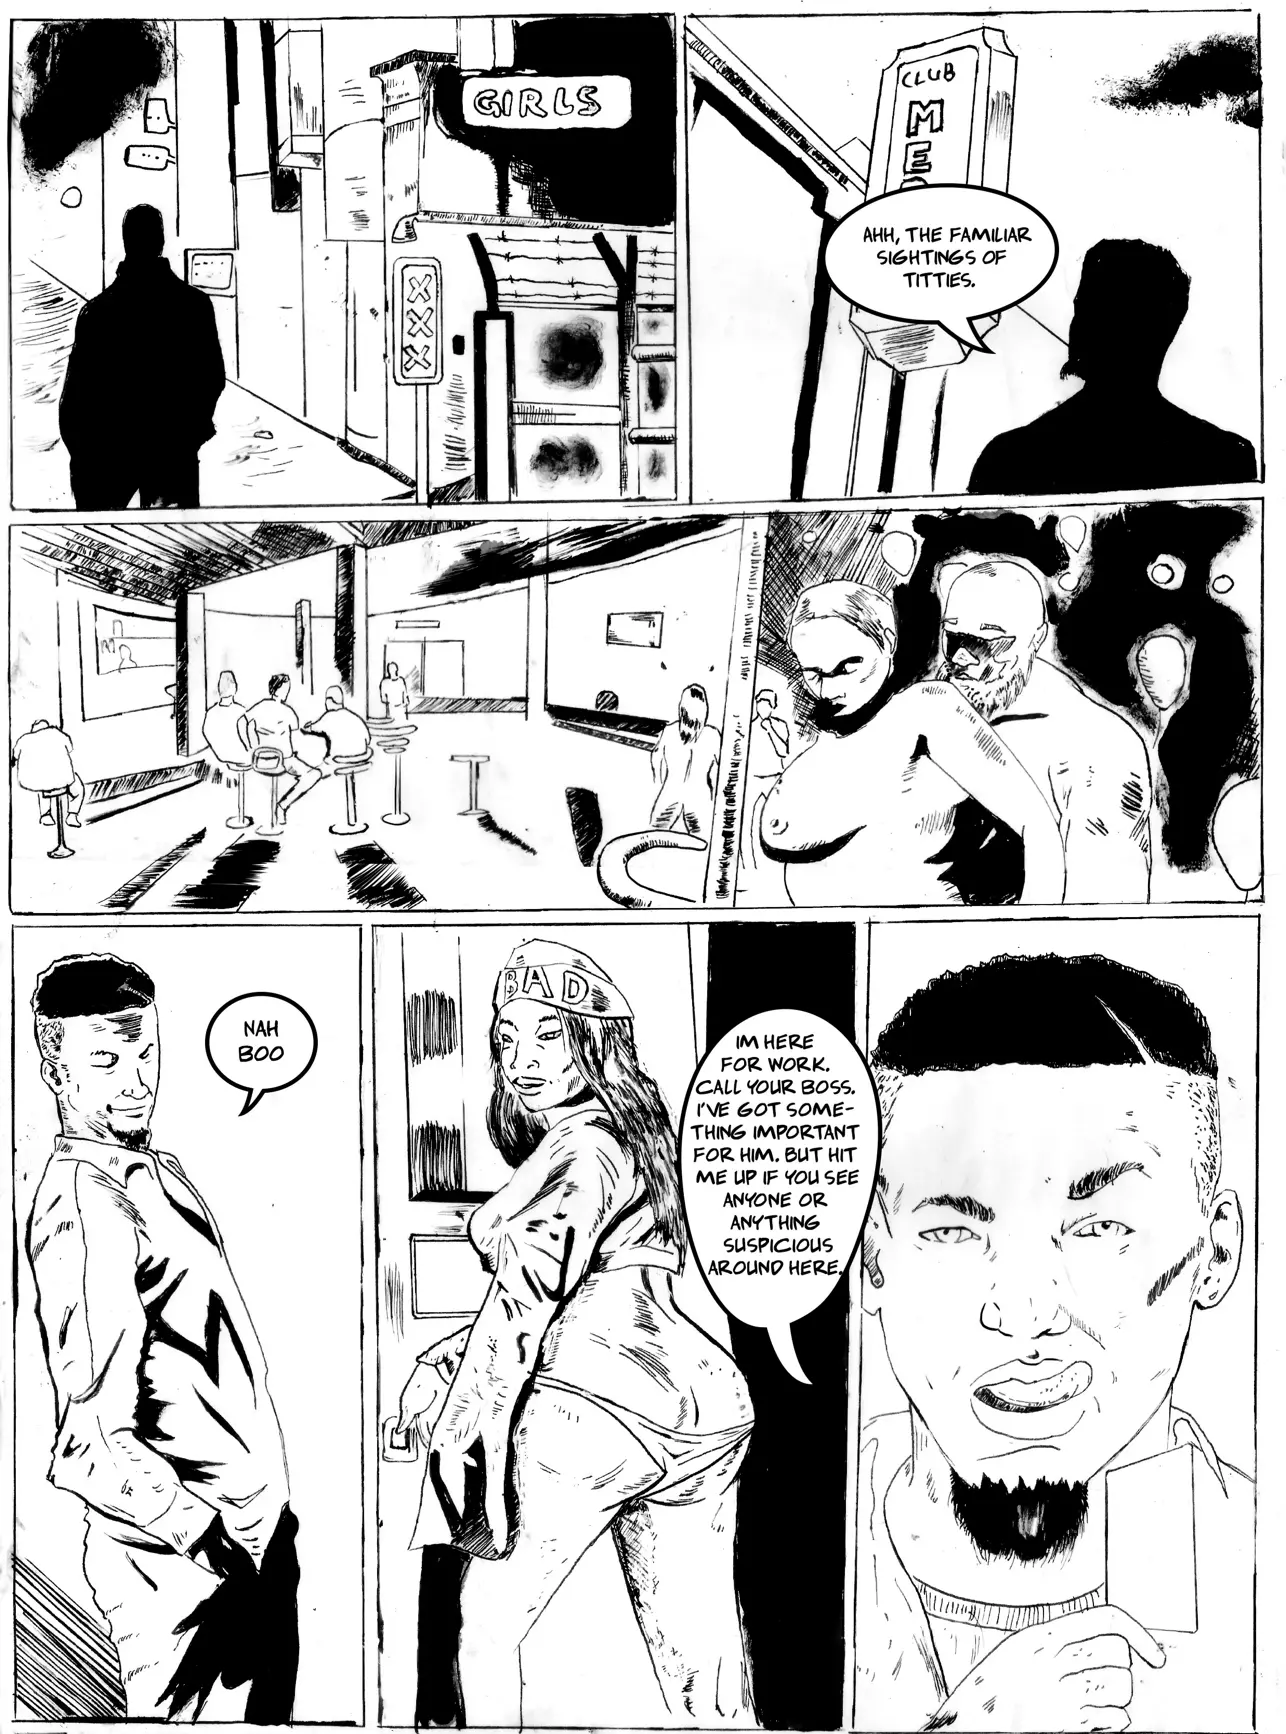 GIRLS
XXX
CLUB
ME
AHH, THE FAMILIAR
SIGHTINGS OF
TITTIES.
NAH
BOO
BAD
IM HERE
FOR WORK.
CALL YOUR BOSS.
I'VE GOT SOME-
THING IMPORTANT
FOR HIM. BUT HIT
ME UP IF YOU SEE
ANYONE OR
ANYTHING
SUSPICIOUS
AROUND HERE.